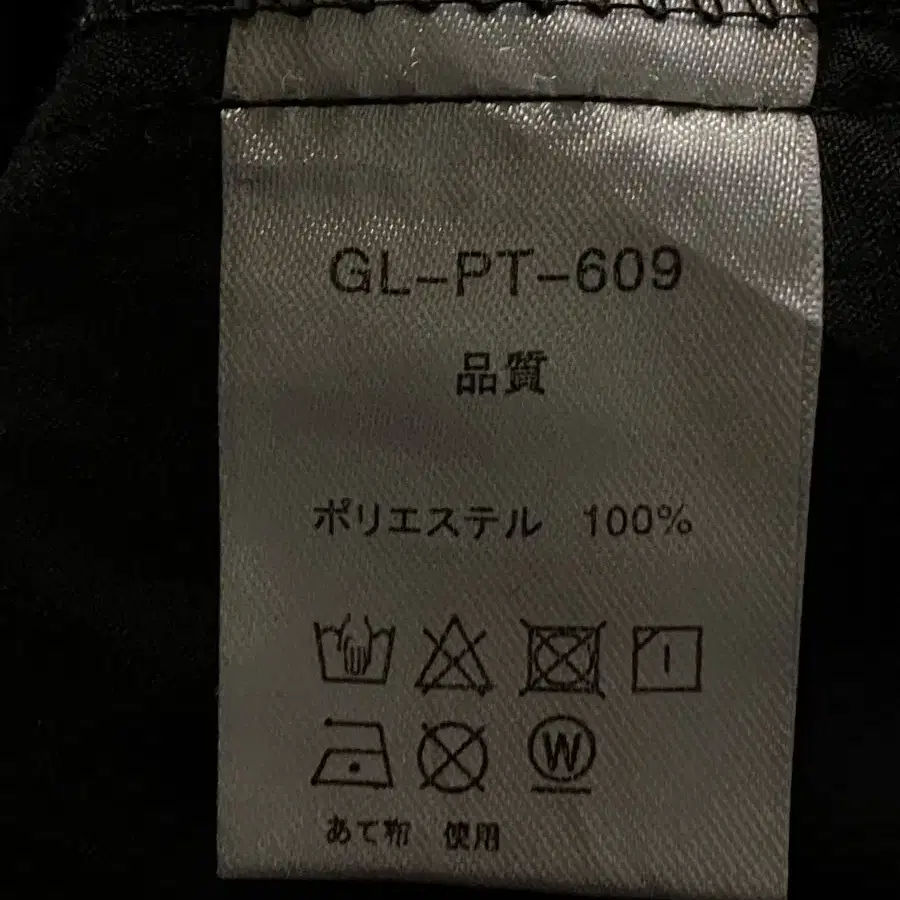 GL-PT-609
品質
ポリエステル 100%
W
あて布 使用